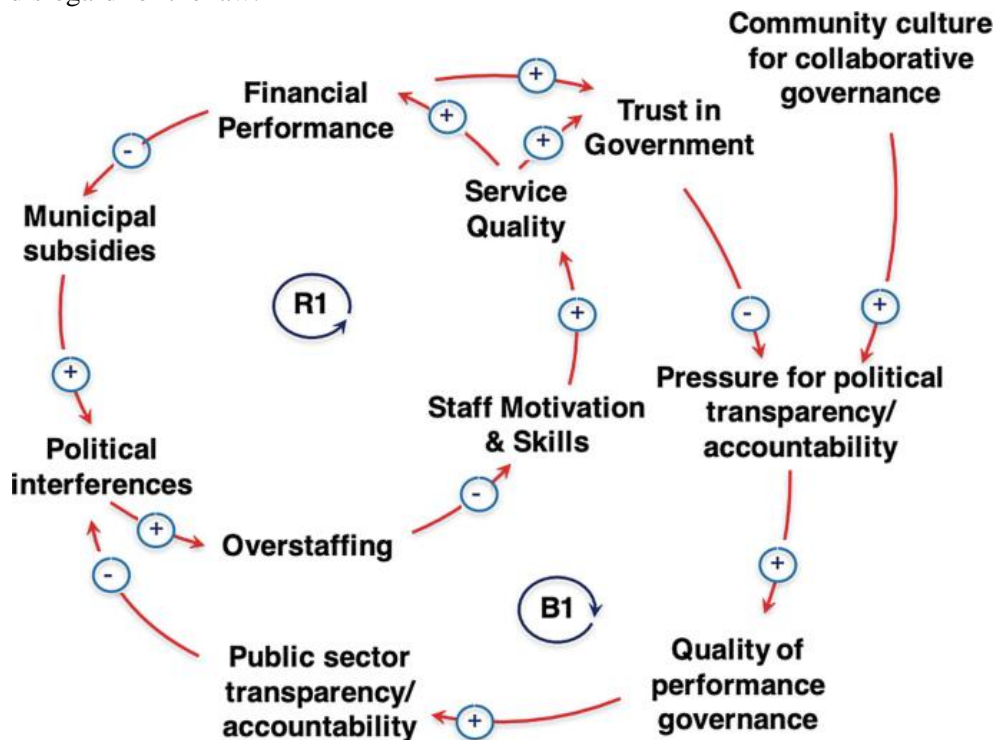 Community culture
for collaborative
governance
+
Financial
Performance
+
+
Trust in
Government
-
Service
Quality
Municipal
subsidies
R1
+
-
+
+
Pressure for political
transparency/
accountability
Staff Motivation
& Skills
Political
interferences
-
+
Overstaffing
+
-
B1
Public sector
transparency/
accountability
Quality of
performance
governance
+